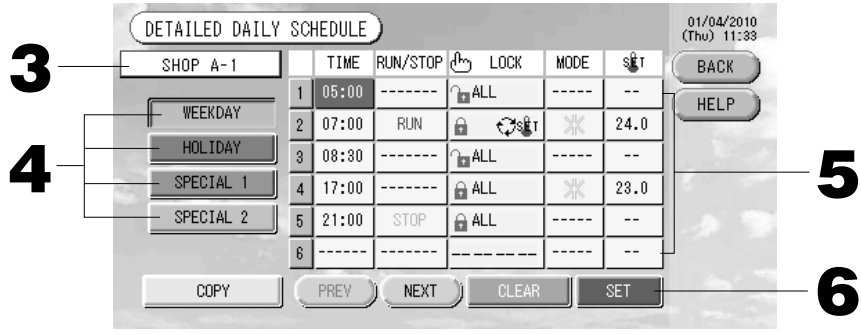 DETAILED DAILY SCHEDULE
01/04/2010
(Thu) 11:33
3
SHOP A-1
TIME RUN/STOP LOCK MODE SET
BACK
HELP
4
WEEKDAY
HOLIDAY
SPECIAL 1
SPECIAL 2
1 05:00 ------- ALL ----- --
2 07:00 RUN SET 24.0
3 08:30 ------- ALL ----- --
4 17:00 ------- ALL 23.0
5 21:00 STOP ALL ----- --
6 ------ ------- -------- ----- --
5
COPY PREV NEXT CLEAR SET
6